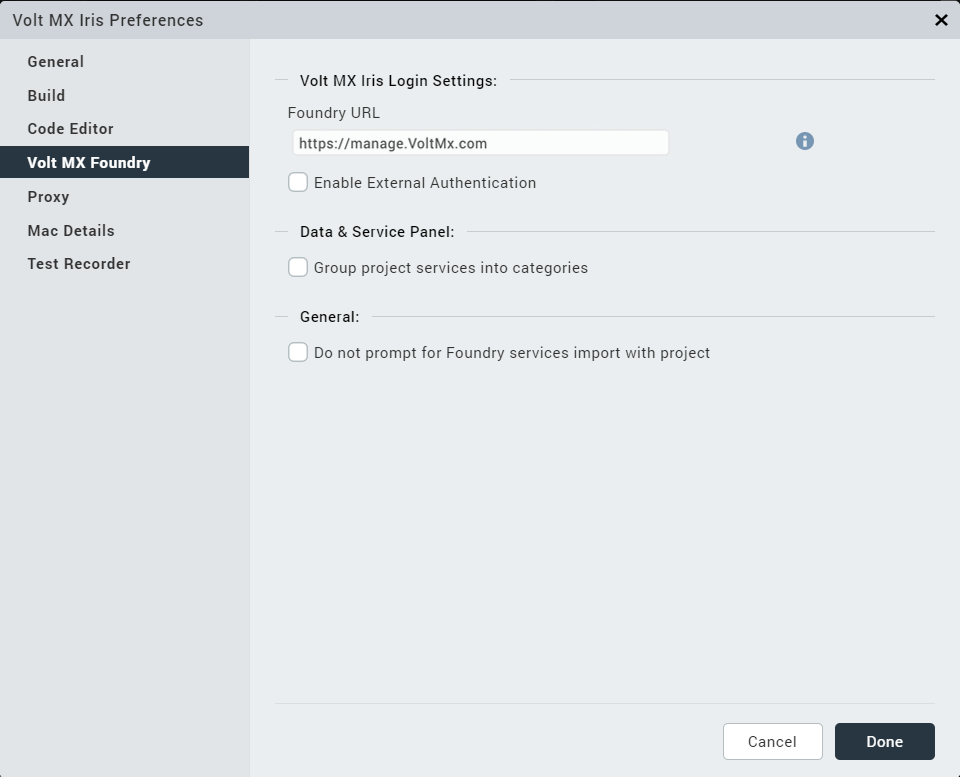 Volt MX Iris Preferences
General
Build
Code Editor
Volt MX Foundry
Proxy
Mac Details
Test Recorder
Volt MX Iris Login Settings:
Foundry URL
https://manage.VoltMx.com
Enable External Authentication
Data & Service Panel:
Group project services into categories
General:
Do not prompt for Foundry services import with project
Cancel
Done